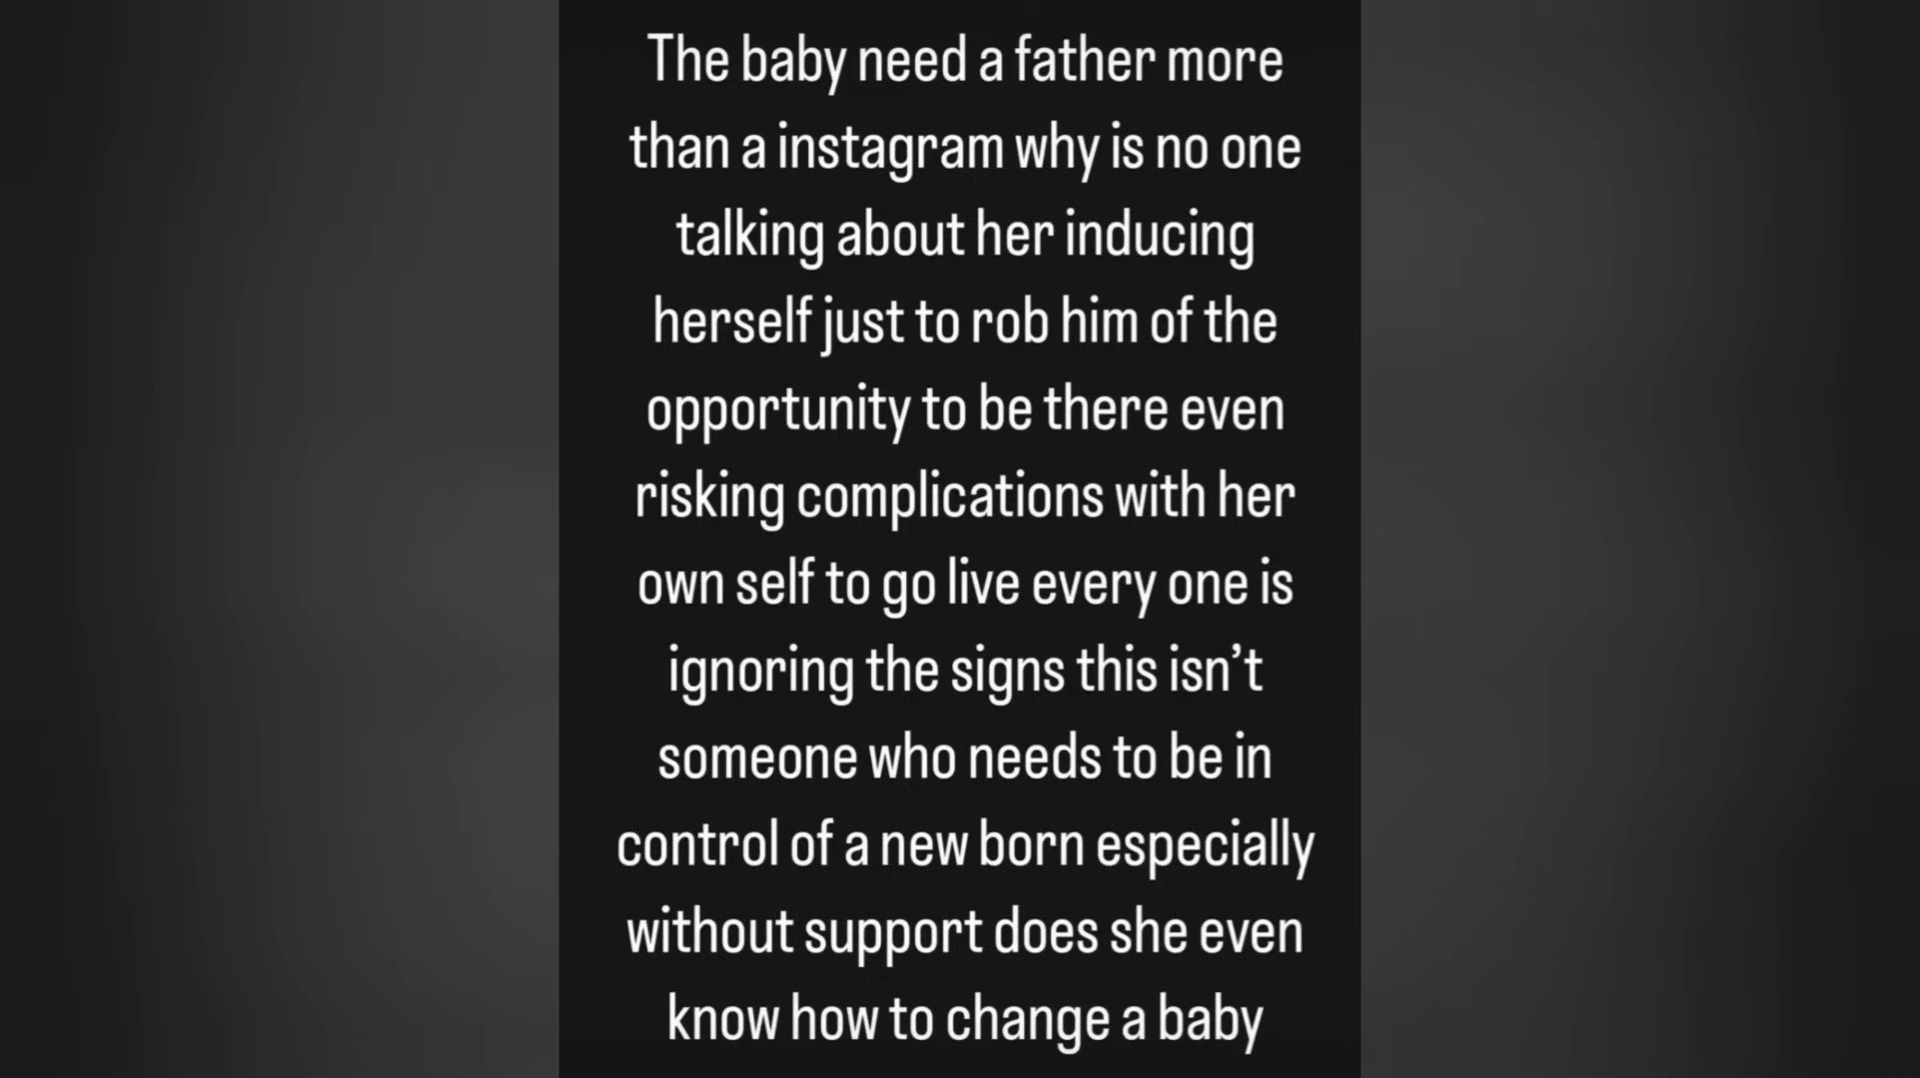 The baby need a father more
than a instagram why is no one
talking about her inducing
herself just to rob him of the
opportunity to be there even
risking complications with her
own self to go live every one is
ignoring the signs this isn’t
someone who needs to be in
control of a new born especially
without support does she even
know how to change a baby